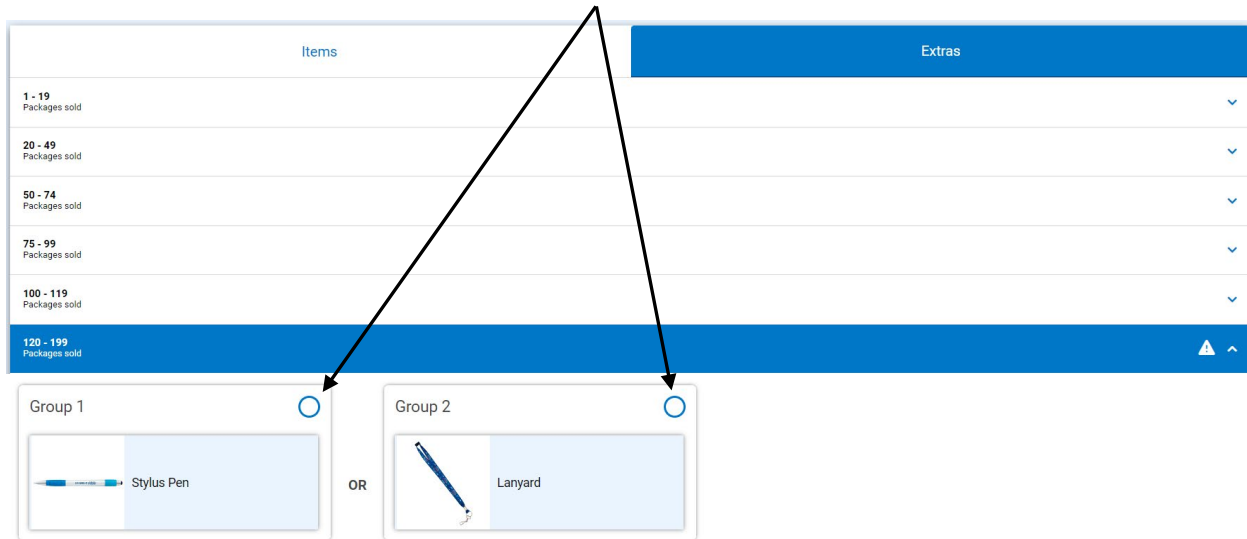 Items
Extras
1 - 19
Packages sold
20 - 49
Packages sold
50 - 74
Packages sold
75 - 99
Packages sold
100 - 119
Packages sold
120 - 199
Packages sold
Group 1
Group 2
Stylus Pen
OR
Lanyard